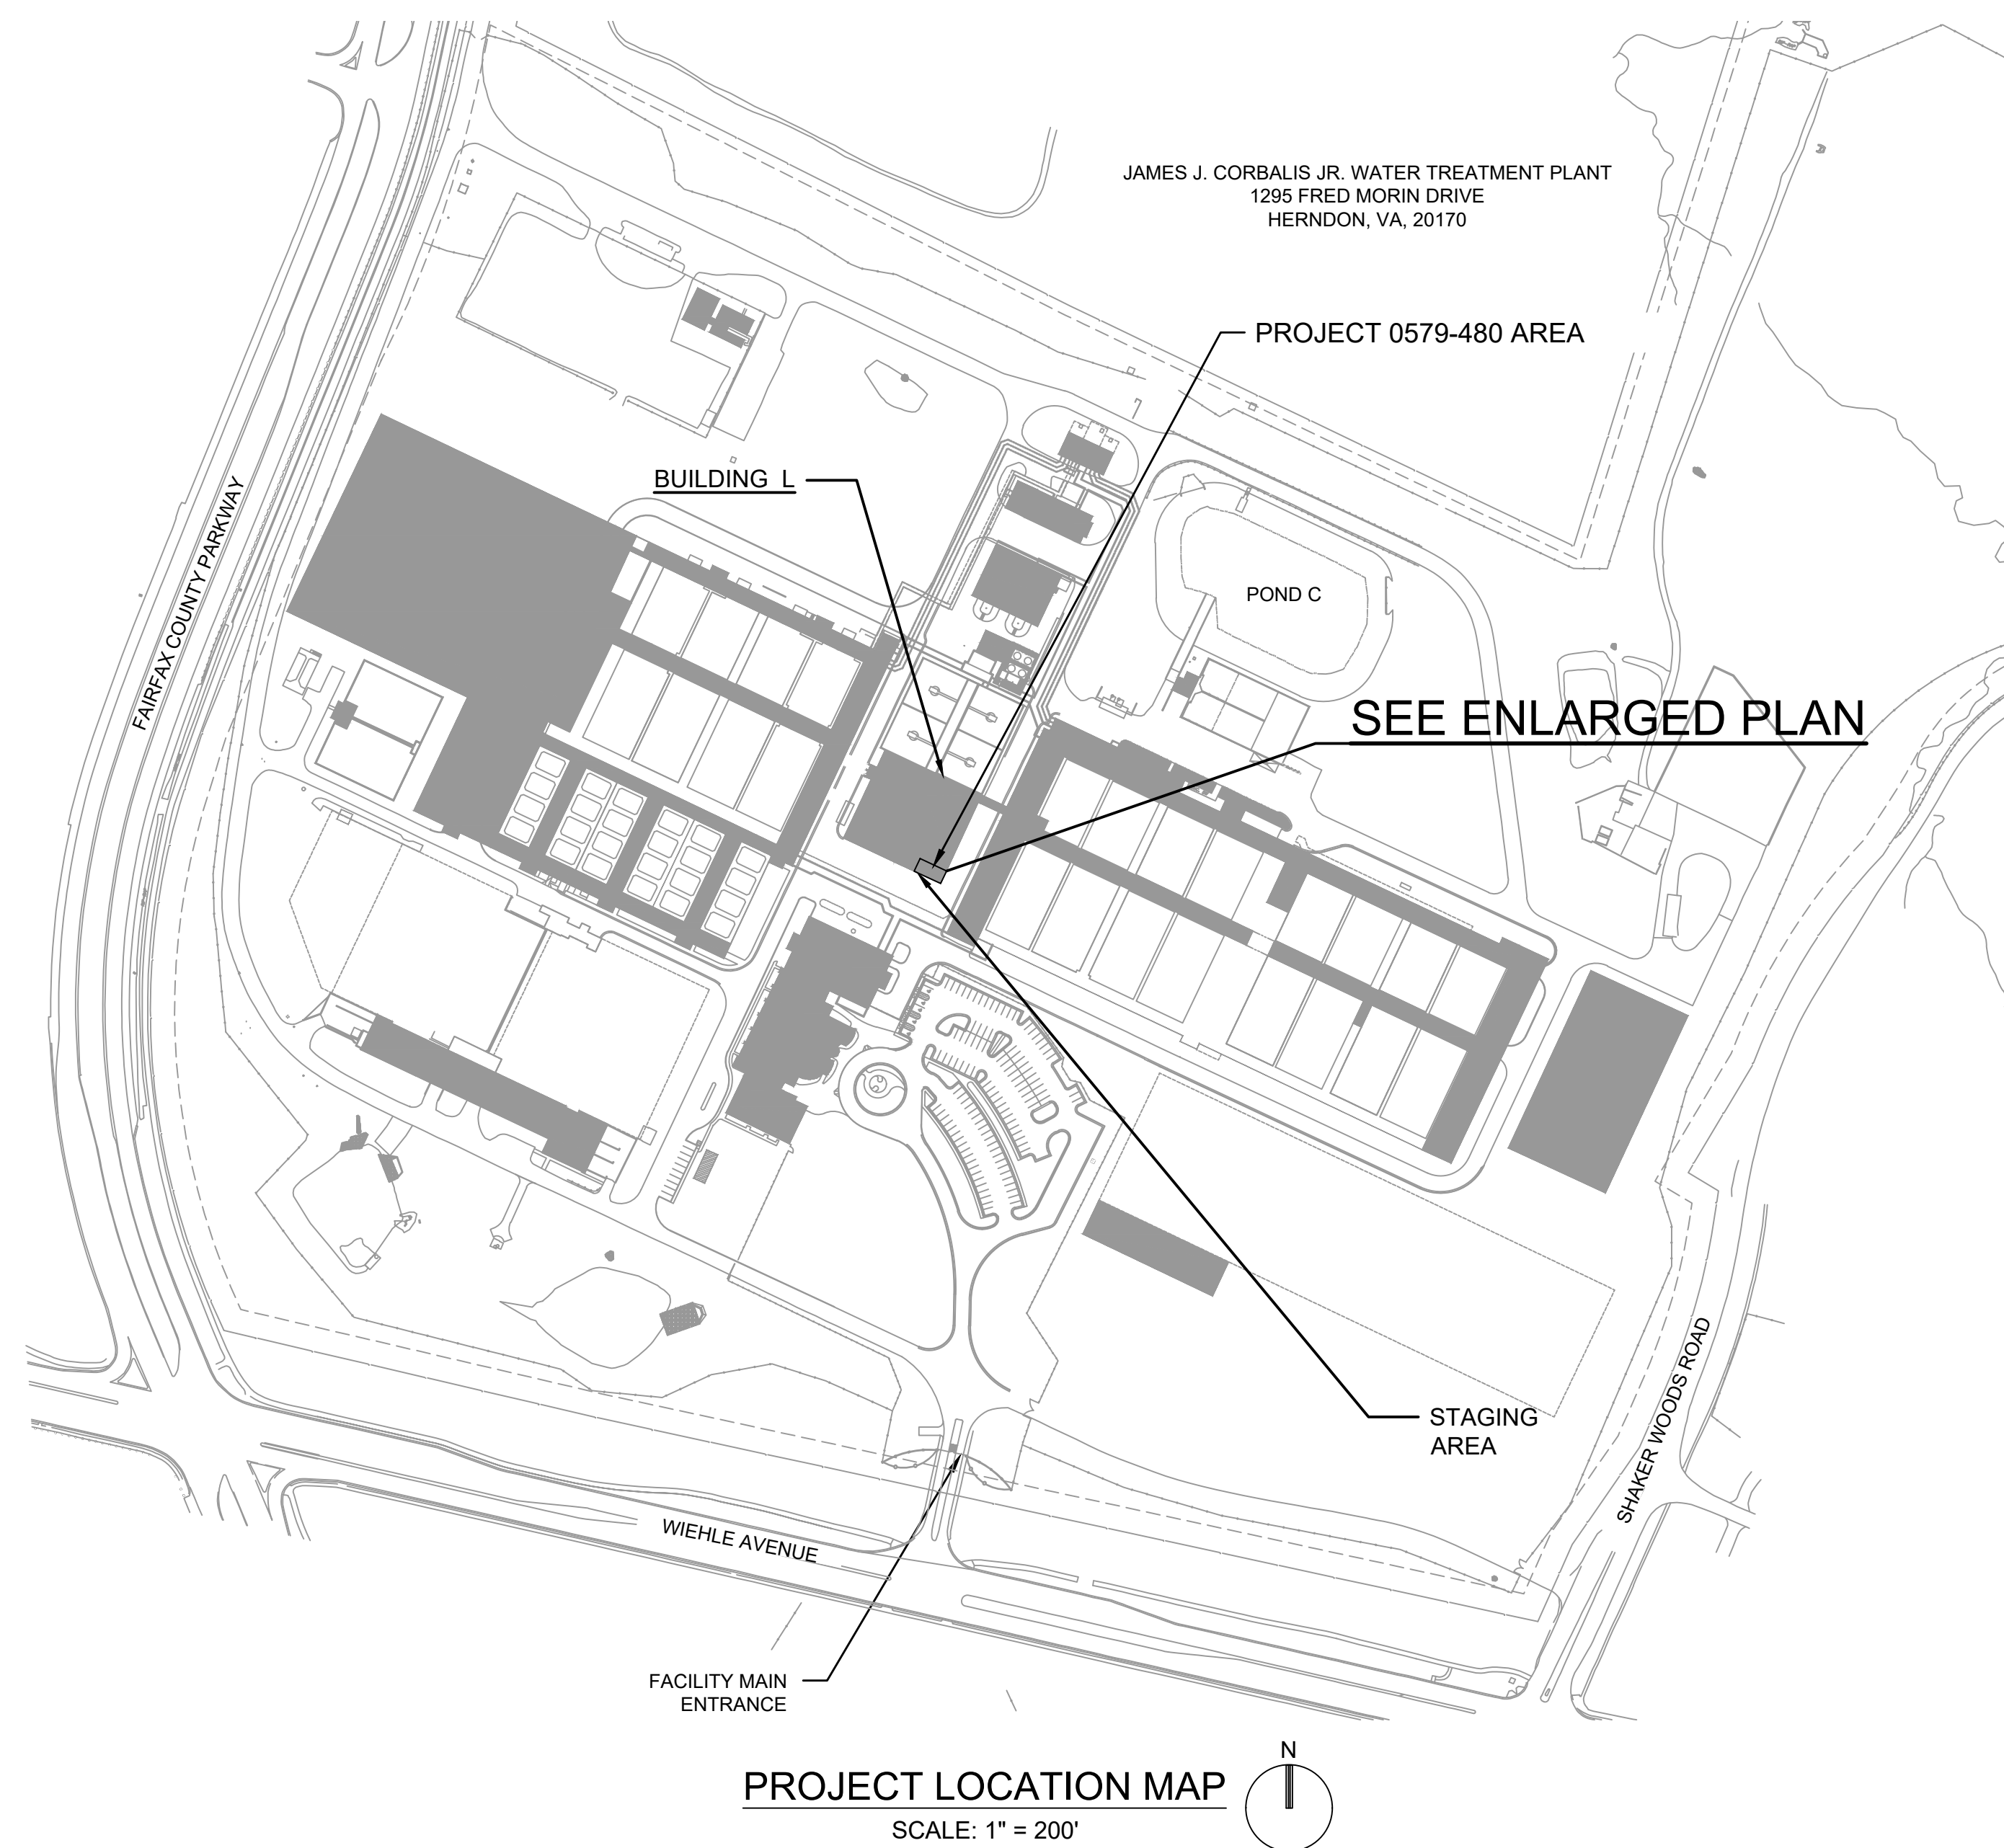 JAMES J. CORBALIS JR. WATER TREATMENT PLANT
1295 FRED MORIN DRIVE
HERNDON, VA, 20170
PROJECT 0579-480 AREA
BUILDING L
POND C
FAIRFAX COUNTY PARKWAY
SEE ENLARGED PLAN
STAGING
AREA
SHAKER WOODS ROAD
WIEHLE AVENUE
FACILITY MAIN
ENTRANCE
N
PROJECT LOCATION MAP
SCALE: 1" = 200'